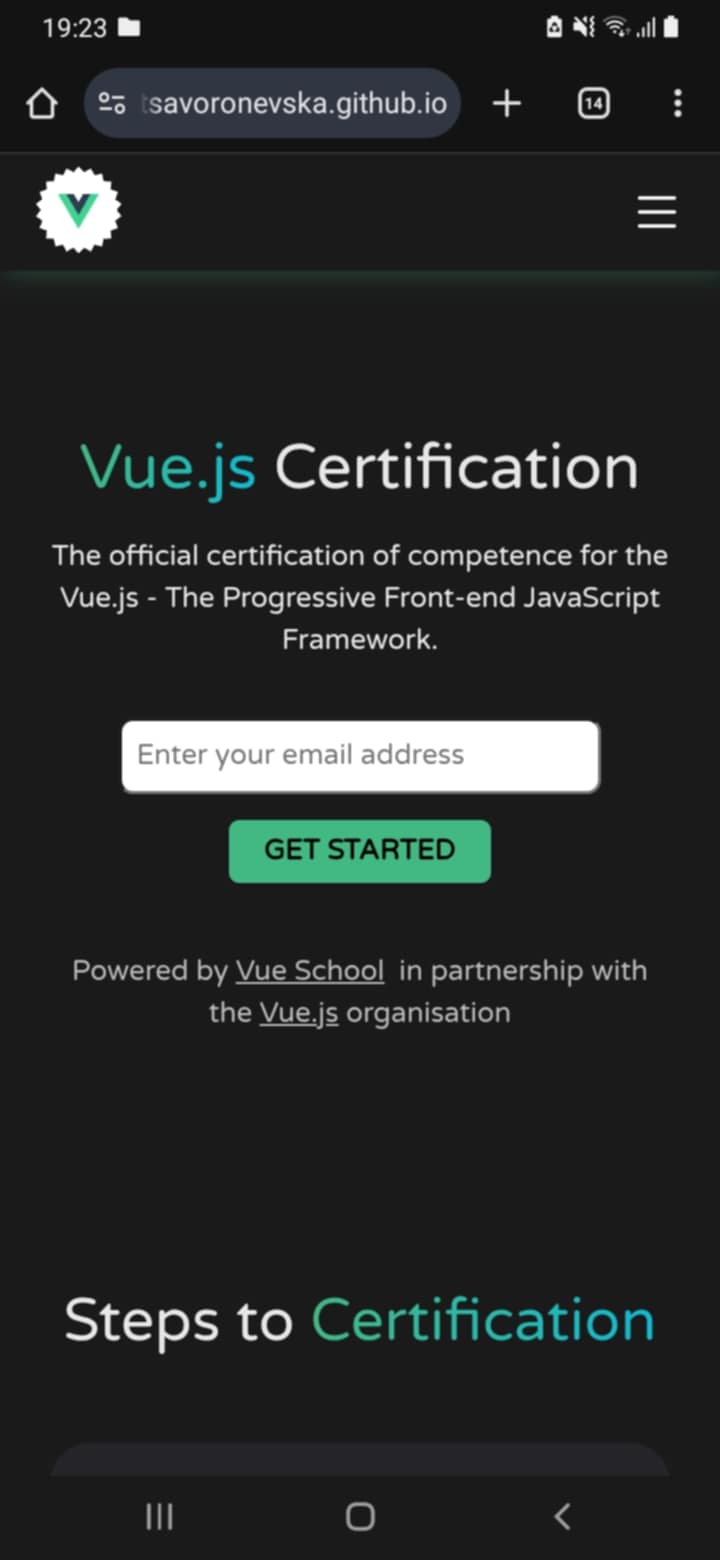 19:23
tsavoronevska.github.io
14
Vue.js Certification
The official certification of competence for the
Vue.js - The Progressive Front-end JavaScript
Framework.
Enter your email address
GET STARTED
Powered by Vue School in partnership with
the Vue.js organisation
Steps to Certification